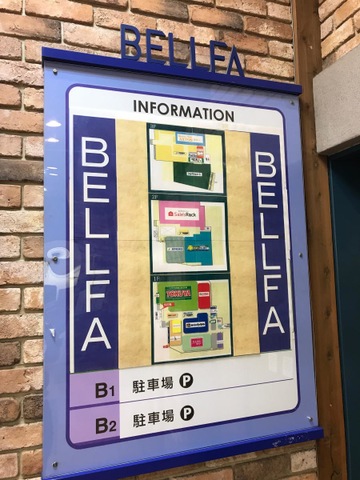 BELLFA
INFORMATION
BELLFA
BELLFA
B1 駐車場 P
B2 駐車場 P